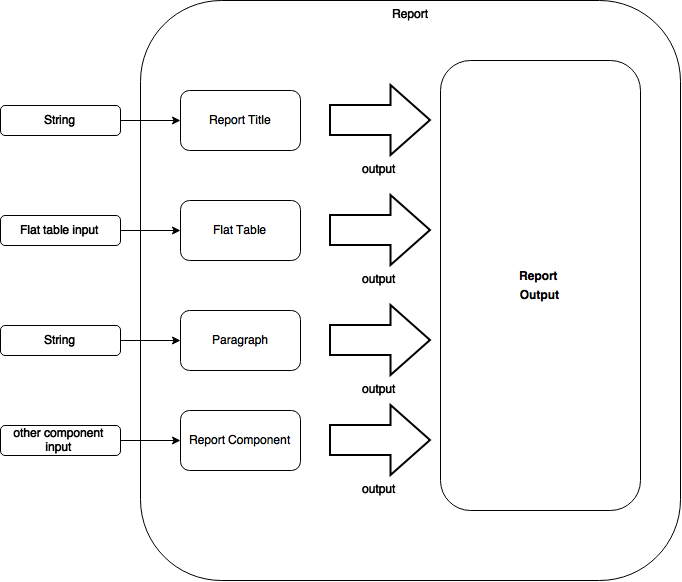 Report
String
Report Title
output
Flat table input
Flat Table
output
Report
Output
String
Paragraph
output
other component
input
Report Component
output